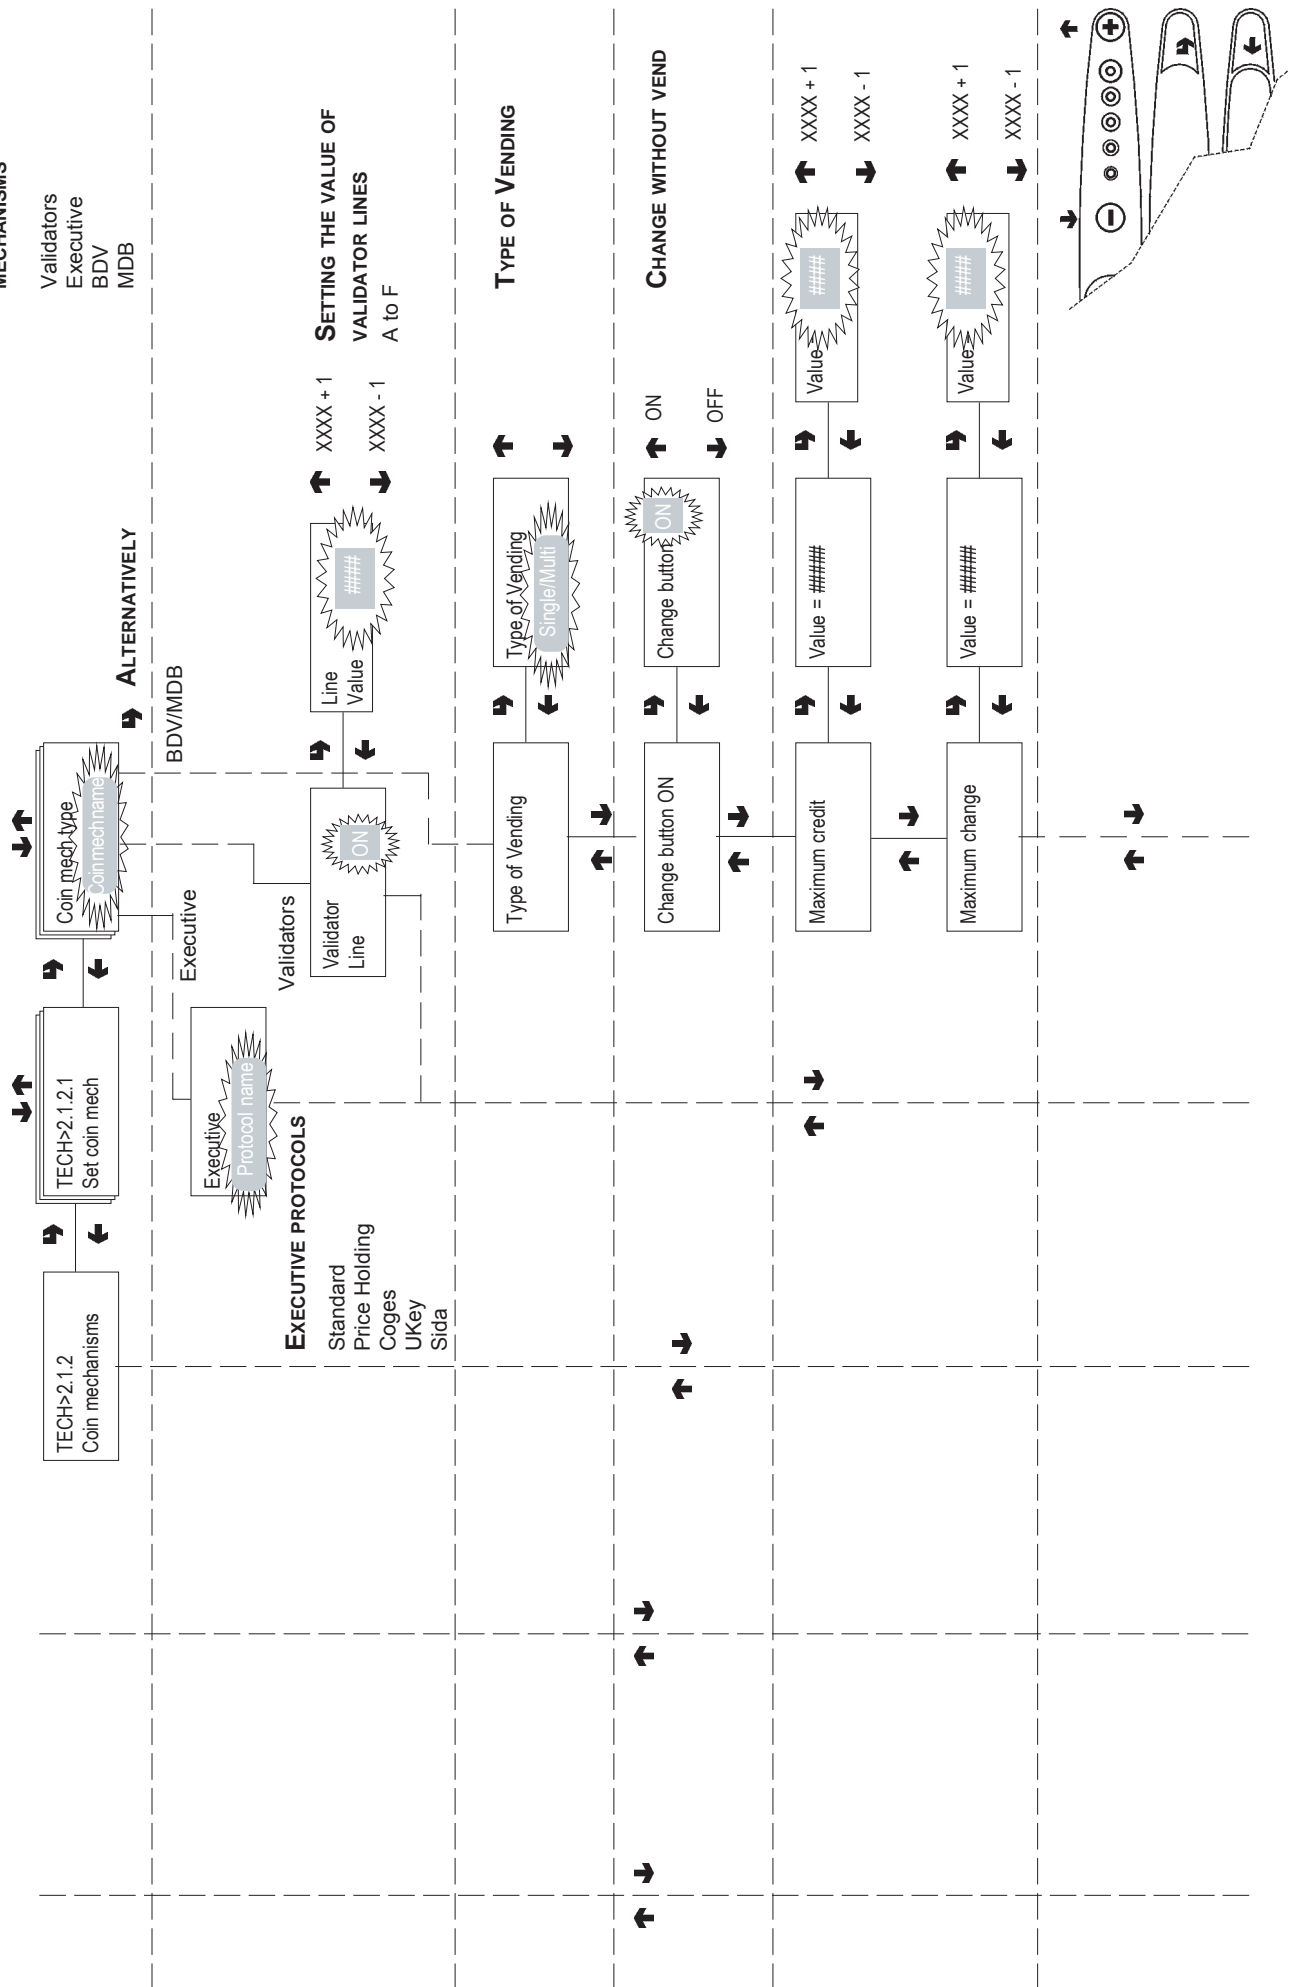 MECHANISMS
Validators
Executive
BDV
MDB
TECH>2.1.2
Coin mechanisms
TECH>2.1.2.1
Set coin mech
Coin mech type
Coin mech name
ALTERNATIVELY
BDV/MDB
Executive
Executive
Protocol name
EXECUTIVE PROTOCOLS
Standard
Price Holding
Coges
UKey
Sida
Validators
Validator
Line
ON
Line
Value
####
XXXX + 1
XXXX - 1
SETTING THE VALUE OF
VALIDATOR LINES
A to F
Type of Vending
Type of Vending
Single/Multi
TYPE OF VENDING
Change button ON
Change button
ON
ON
OFF
CHANGE WITHOUT VEND
Maximum credit
Value = #####
Value
####
XXXX + 1
XXXX - 1
Maximum change
Value = #####
Value
####
XXXX + 1
XXXX - 1